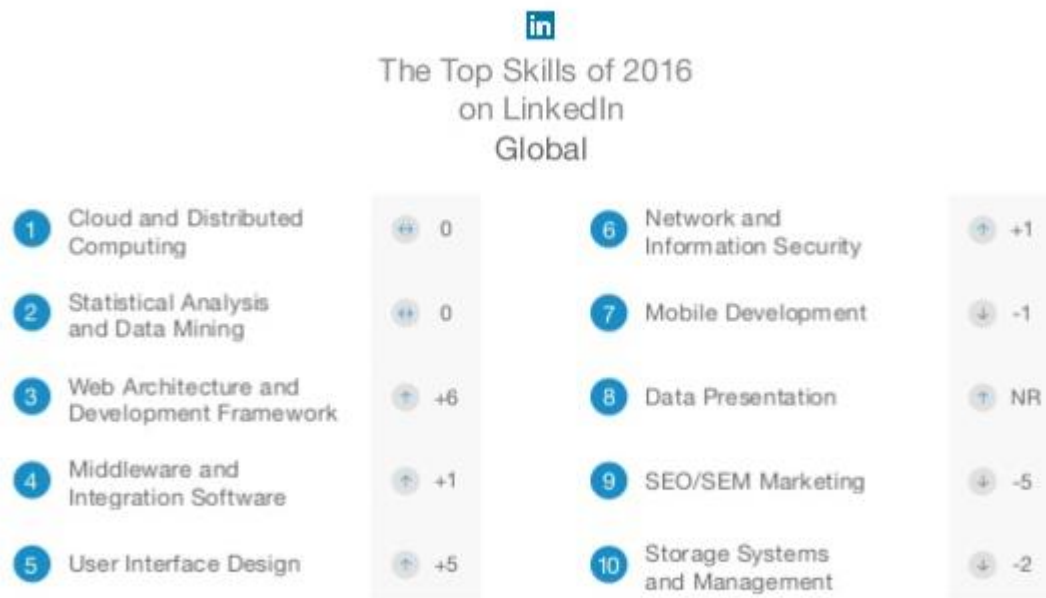 in
The Top Skills of 2016
on LinkedIn
Global
1 Cloud and Distributed
Computing
0
2 Statistical Analysis
and Data Mining
0
3 Web Architecture and
Development Framework
+6
4 Middleware and
Integration Software
+1
5 User Interface Design
+5
6 Network and
Information Security
+1
7 Mobile Development
-1
8 Data Presentation
NR
9 SEO/SEM Marketing
-5
10 Storage Systems
and Management
-2